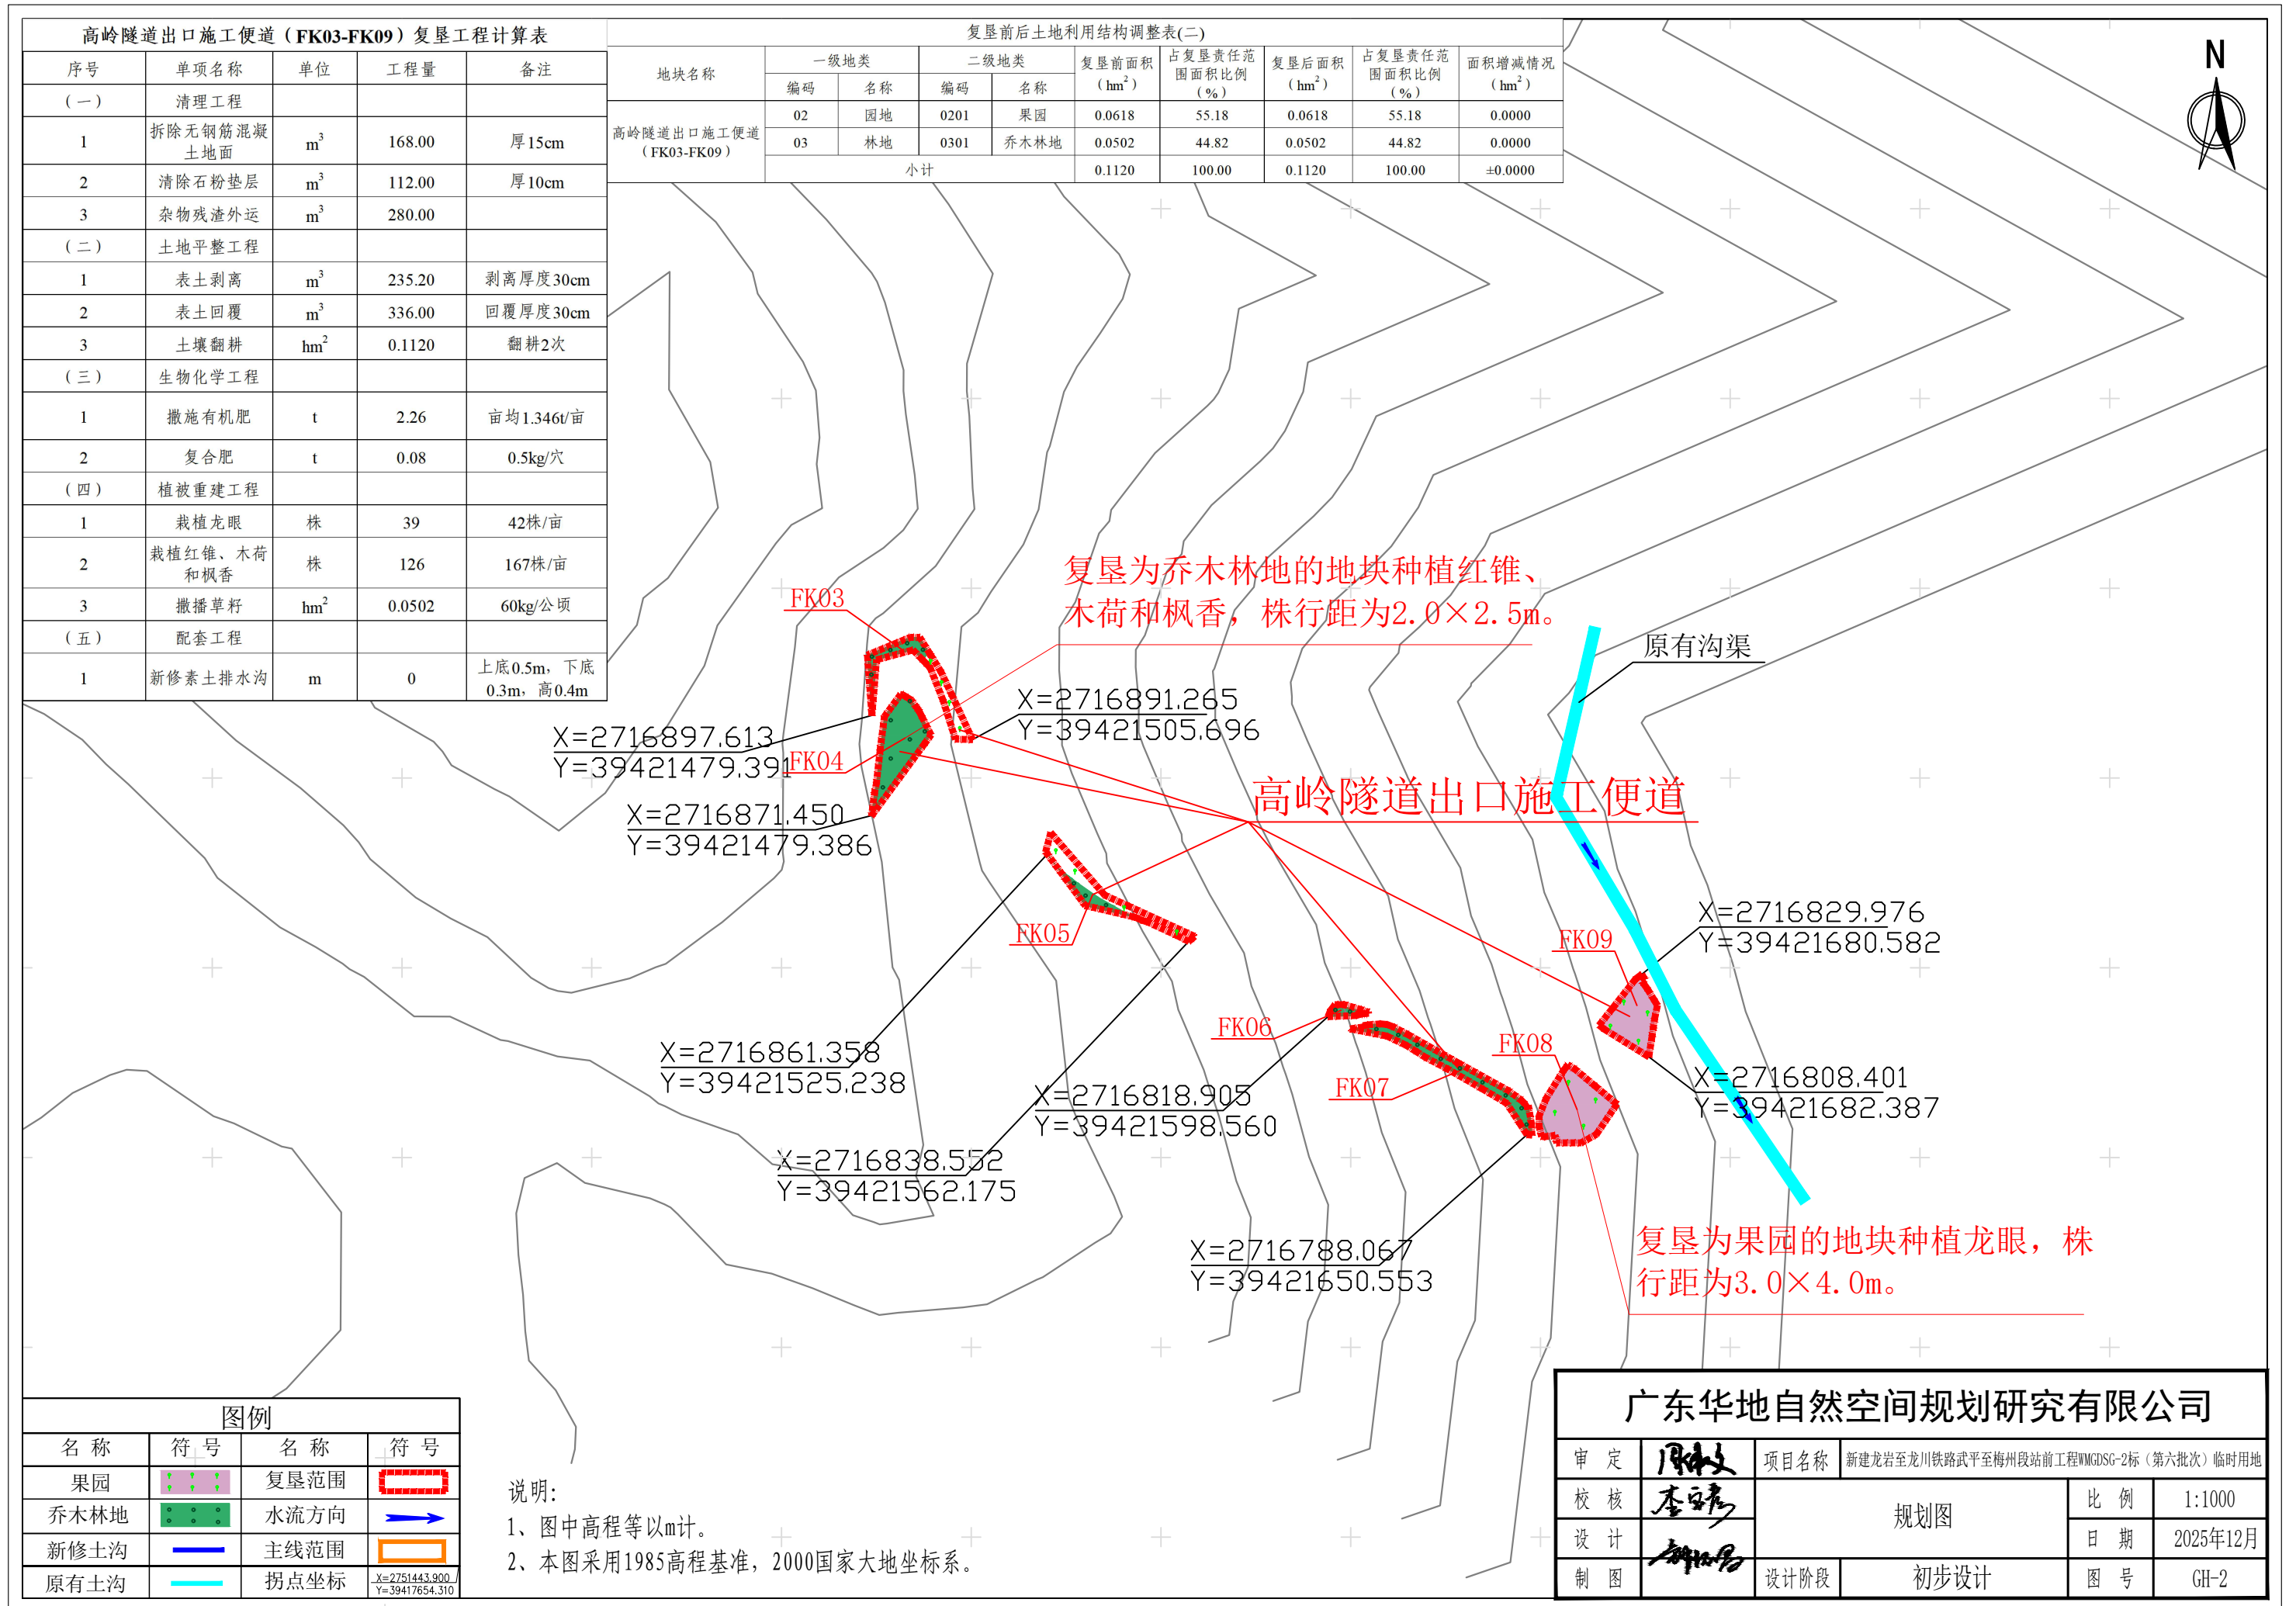 高岭隧道出口施工便道（FK03-FK09）复垦工程计算表
序号 单项名称 单位 工程量 备注
（一） 清理工程
1 拆除无钢筋混凝土地面 m³ 168.00 厚15cm
2 清除石粉垫层 m³ 112.00 厚10cm
3 杂物残渣外运 m³ 280.00
（二） 土地平整工程
1 表土剥离 m³ 235.20 剥离厚度30cm
2 表土回覆 m³ 336.00 回覆厚度30cm
3 土壤翻耕 hm² 0.1120 翻耕2次
（三） 生物化学工程
1 撒施有机肥 t 2.26 亩均1.346t/亩
2 复合肥 t 0.08 0.5kg/穴
（四） 植被重建工程
1 栽植龙眼 株 39 42株/亩
2 栽植红锥、木荷和枫香 株 126 167株/亩
3 撒播草籽 hm² 0.0502 60kg/公顷
（五） 配套工程
1 新修素土排水沟 m 0 上底0.5m，下底0.3m，高0.4m
复垦前后土地利用结构调整表(二)
地块名称 一级地类 二级地类 复垦前面积（hm²） 占复垦责任范围面积比例（%） 复垦后面积（hm²） 占复垦责任范围面积比例（%） 面积增减情况（hm²）
编码 名称 编码 名称
高岭隧道出口施工便道（FK03-FK09）
02 园地 0201 果园 0.0618 55.18 0.0618 55.18 0.0000
03 林地 0301 乔木林地 0.0502 44.82 0.0502 44.82 0.0000
小计 0.1120 100.00 0.1120 100.00 ±0.0000
N
复垦为乔木林地的地块种植红锥、
木荷和枫香，株行距为2.0×2.5m。
FK03
原有沟渠
X=2716891.265
Y=39421505.696
X=2716897.613
Y=39421479.391
FK04
高岭隧道出口施工便道
X=2716871.450
Y=39421479.386
FK05
X=2716829.976
Y=39421680.582
FK09
FK06
FK08
X=2716861.358
Y=39421525.238
FK07
X=2716808.401
Y=39421682.387
X=2716818.905
Y=39421598.560
X=2716838.552
Y=39421562.175
X=2716788.067
Y=39421650.553
复垦为果园的地块种植龙眼，株
行距为3.0×4.0m。
图例
名称 符号 名称 符号
果园 复垦范围
乔木林地 水流方向
新修土沟 主线范围
原有土沟 拐点坐标 X=2751443.900
Y=39417654.310
说明：
1、图中高程等以m计。
2、本图采用1985高程基准，2000国家大地坐标系。
广东华地自然空间规划研究有限公司
审定 项目名称 新建龙岩至龙川铁路武平至梅州段站前工程WMGDSG-2标（第六批次）临时用地
校核 规划图 比例 1:1000
设计 日期 2025年12月
制图 设计阶段 初步设计 图号 GH-2